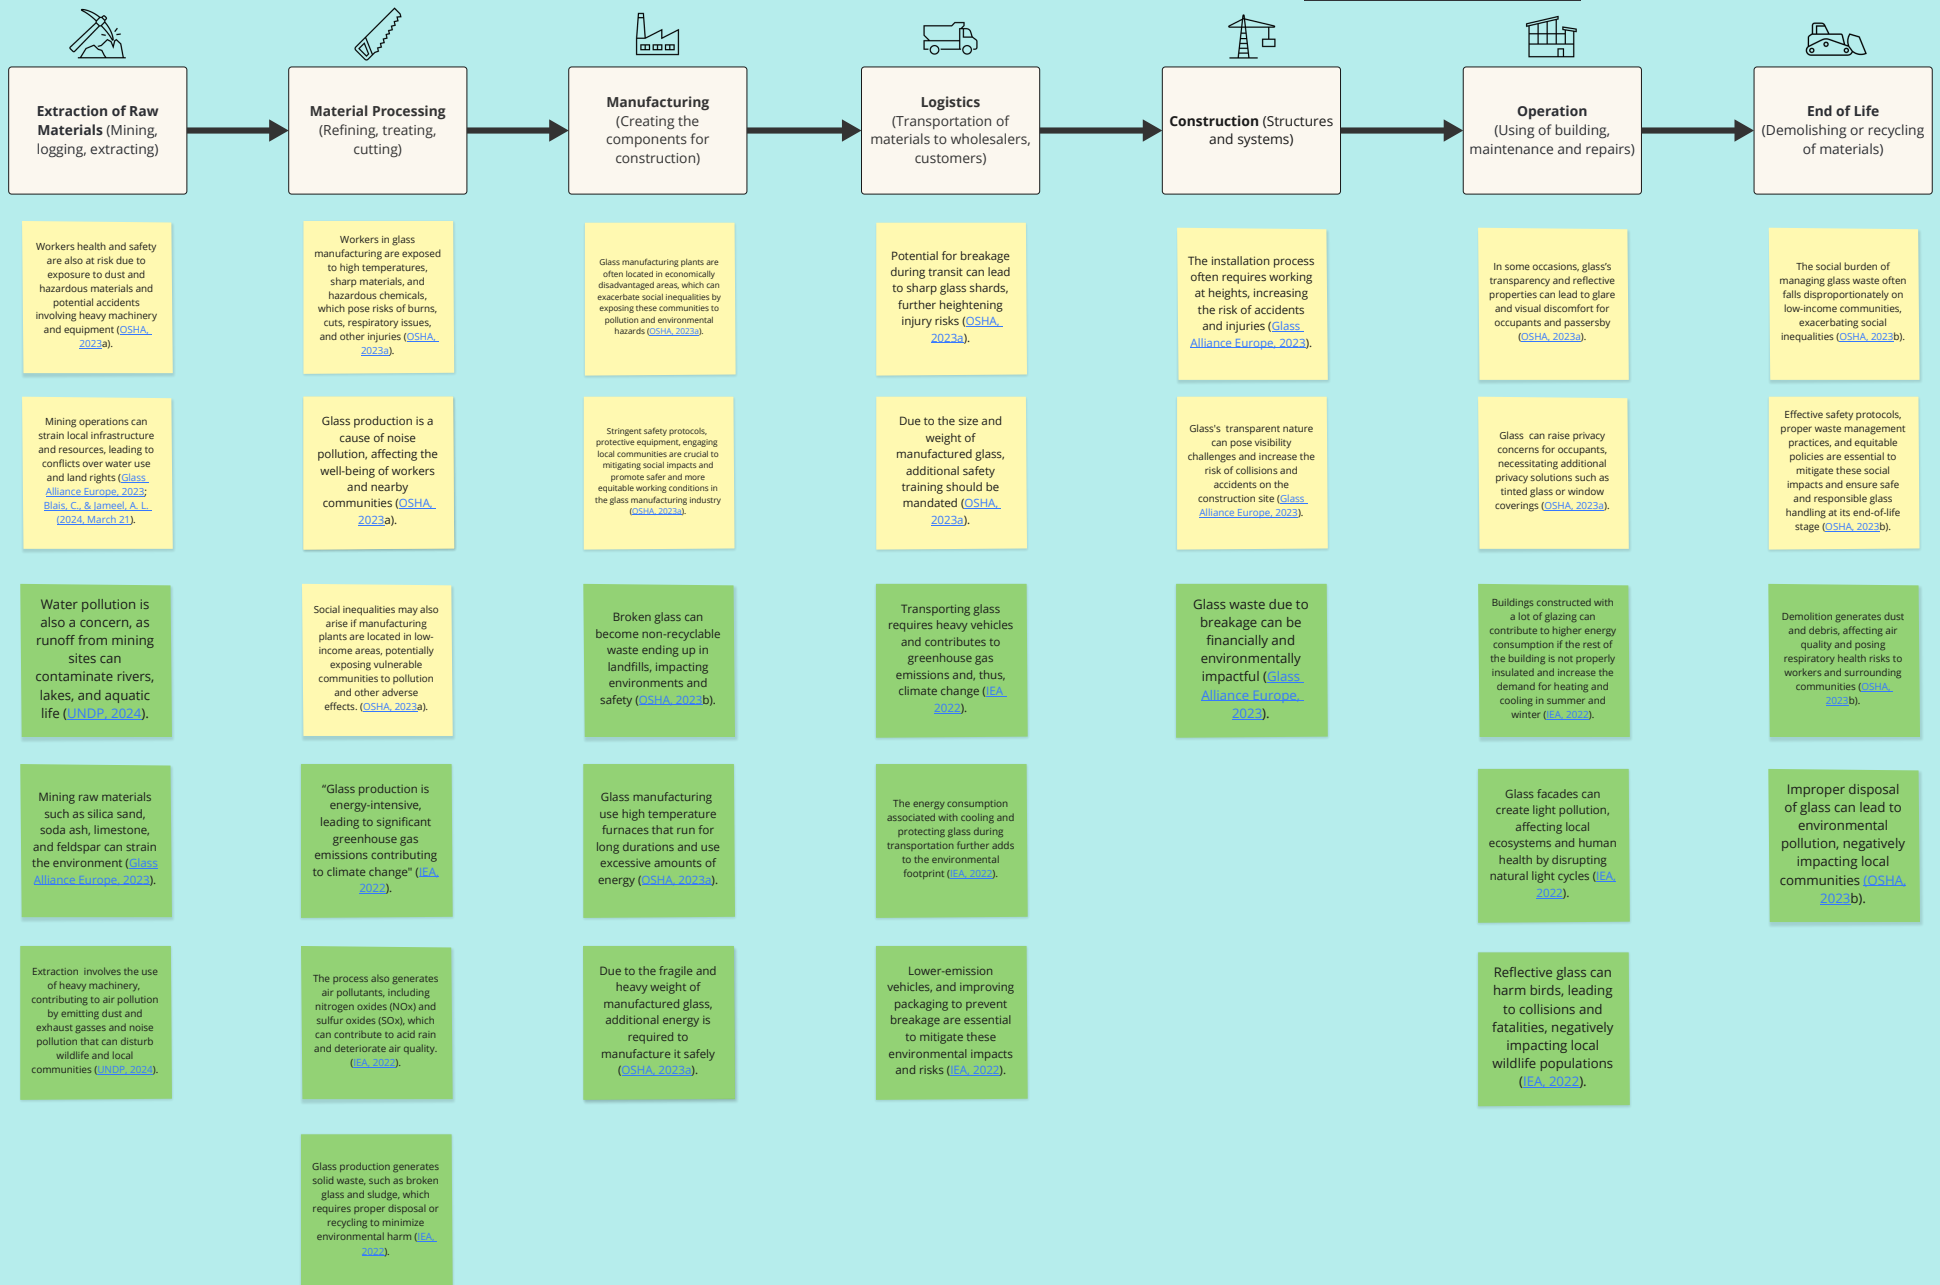 Extraction of Raw
Materials (Mining,
logging, extracting)
Material Processing
(Refining, treating,
cutting)
Manufacturing
(Creating the
components for
construction)
Logistics
(Transportation of
materials to wholesalers,
customers)
Construction (Structures
and systems)
Operation
(Using of building,
maintenance and repairs)
End of Life
(Demolishing or recycling
of materials)
Workers health and safety
are also at risk due to
exposure to dust and
hazardous materials and
potential accidents
involving heavy machinery
and equipment (OSHA,
2023a).
Workers in glass
manufacturing are exposed
to high temperatures,
sharp materials, and
hazardous chemicals,
which pose risks of burns,
cuts, respiratory issues,
and other injuries (OSHA,
2023a).
Glass manufacturing plants are
often located in economically
disadvantaged areas, which can
exacerbate social inequalities by
exposing these communities to
pollution and environmental
hazards (OSHA, 2023a).
Potential for breakage
during transit can lead
to sharp glass shards,
further heightening
injury risks (OSHA,
2023a).
The installation process
often requires working
at heights, increasing
the risk of accidents
and injuries (Glass
Alliance Europe, 2023).
In some occasions, glass's
transparency and reflective
properties can lead to glare
and visual discomfort for
occupants and passersby
(OSHA, 2023a).
The social burden of
managing glass waste often
falls disproportionately on
low-income communities,
exacerbating social
inequalities (OSHA, 2023b).
Mining operations can
strain local infrastructure
and resources, leading to
conflicts over water use
and land rights (Glass
Alliance Europe, 2023;
Blais, C., & Jameel, A. L.
(2024, March 21).
Glass production is a
cause of noise
pollution, affecting the
well-being of workers
and nearby
communities (OSHA,
2023a).
Stringent safety protocols,
protective equipment, engaging
local communities are crucial to
mitigating social impacts and
promote safer and more
equitable working conditions in
the glass manufacturing industry
(OSHA. 2023a).
Due to the size and
weight of
manufactured glass,
additional safety
training should be
mandated (OSHA,
2023a).
Glass's transparent nature
can pose visibility
challenges and increase the
risk of collisions and
accidents on the
construction site (Glass
Alliance Europe, 2023).
Glass can raise privacy
concerns for occupants,
necessitating additional
privacy solutions such as
tinted glass or window
coverings (OSHA, 2023a).
Effective safety protocols,
proper waste management
practices, and equitable
policies are essential to
mitigate these social
impacts and ensure safe
and responsible glass
handling at its end-of-life
stage (OSHA, 2023b).
Water pollution is
also a concern, as
runoff from mining
sites can
contaminate rivers,
lakes, and aquatic
life (UNDP, 2024).
Social inequalities may also
arise if manufacturing
plants are located in low-
income areas, potentially
exposing vulnerable
communities to pollution
and other adverse
effects. (OSHA, 2023a).
Broken glass can
become non-recyclable
waste ending up in
landfills, impacting
environments and
safety (OSHA, 2023b).
Transporting glass
requires heavy vehicles
and contributes to
greenhouse gas
emissions and, thus,
climate change (IEA
2022).
Glass waste due to
breakage can be
financially and
environmentally
impactful (Glass
Alliance Europe,
2023).
Buildings constructed with
a lot of glazing can
contribute to higher energy
consumption if the rest of
the building is not properly
insulated and increase the
demand for heating and
cooling in summer and
winter (IEA, 2022).
Demolition generates dust
and debris, affecting air
quality and posing
respiratory health risks to
workers and surrounding
communities (OSHA,
2023b).
Mining raw materials
such as silica sand,
soda ash, limestone,
and feldspar can strain
the environment (Glass
Alliance Europe, 2023).
"Glass production is
energy-intensive,
leading to significant
greenhouse gas
emissions contributing
to climate change" (IEA,
2022).
Glass manufacturing
use high temperature
furnaces that run for
long durations and use
excessive amounts of
energy (OSHA, 2023a).
The energy consumption
associated with cooling and
protecting glass during
transportation further adds
to the environmental
footprint (IEA, 2022).
Glass facades can
create light pollution,
affecting local
ecosystems and human
health by disrupting
natural light cycles (IEA,
2022).
Improper disposal
of glass can lead to
environmental
pollution, negatively
impacting local
communities (OSHA,
2023b).
Extraction involves the use
of heavy machinery,
contributing to air pollution
by emitting dust and
exhaust gasses and noise
pollution that can disturb
wildlife and local
communities (UNDP, 2024).
The process also generates
air pollutants, including
nitrogen oxides (NOx) and
sulfur oxides (SOx), which
can contribute to acid rain
and deteriorate air quality.
(IEA, 2022).
Due to the fragile and
heavy weight of
manufactured glass,
additional energy is
required to
manufacture it safely
(OSHA, 2023a).
Lower-emission
vehicles, and improving
packaging to prevent
breakage are essential
to mitigate these
environmental impacts
and risks (IEA, 2022).
Reflective glass can
harm birds, leading
to collisions and
fatalities, negatively
impacting local
wildlife populations
(IEA, 2022).
Glass production generates
solid waste, such as broken
glass and sludge, which
requires proper disposal or
recycling to minimize
environmental harm (IEA,
2022).